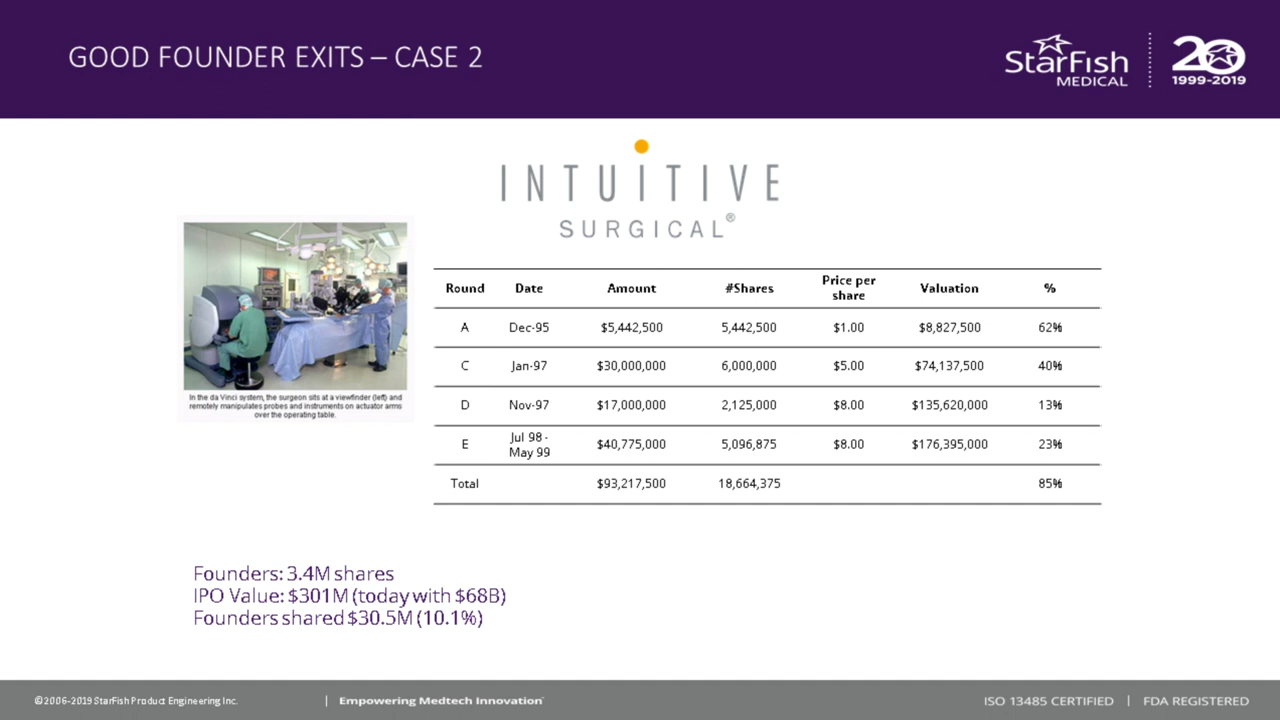 GOOD FOUNDER EXITS – CASE 2
StarFish
MEDICAL
20
1999-2019
INTUITIVE
SURGICAL®
In the da Vinci system, the surgeon sits at a viewfinder (left) and
remotely manipulates probes and instruments on actuator arms
over the operating table.
Round Date Amount #Shares Price per share Valuation %
A Dec-95 $5,442,500 5,442,500 $1.00 $8,827,500 62%
C Jan-97 $30,000,000 6,000,000 $5.00 $74,137,500 40%
D Nov-97 $17,000,000 2,125,000 $8.00 $135,620,000 13%
E Jul 98 - May 99 $40,775,000 5,096,875 $8.00 $176,395,000 23%
Total $93,217,500 18,664,375 85%
Founders: 3.4M shares
IPO Value: $301M (today with $68B)
Founders shared $30.5M (10.1%)
©2006-2019 StarFish Product Engineering Inc. | Empowering Medtech Innovation™ ISO 13485 CERTIFIED | FDA REGISTERED